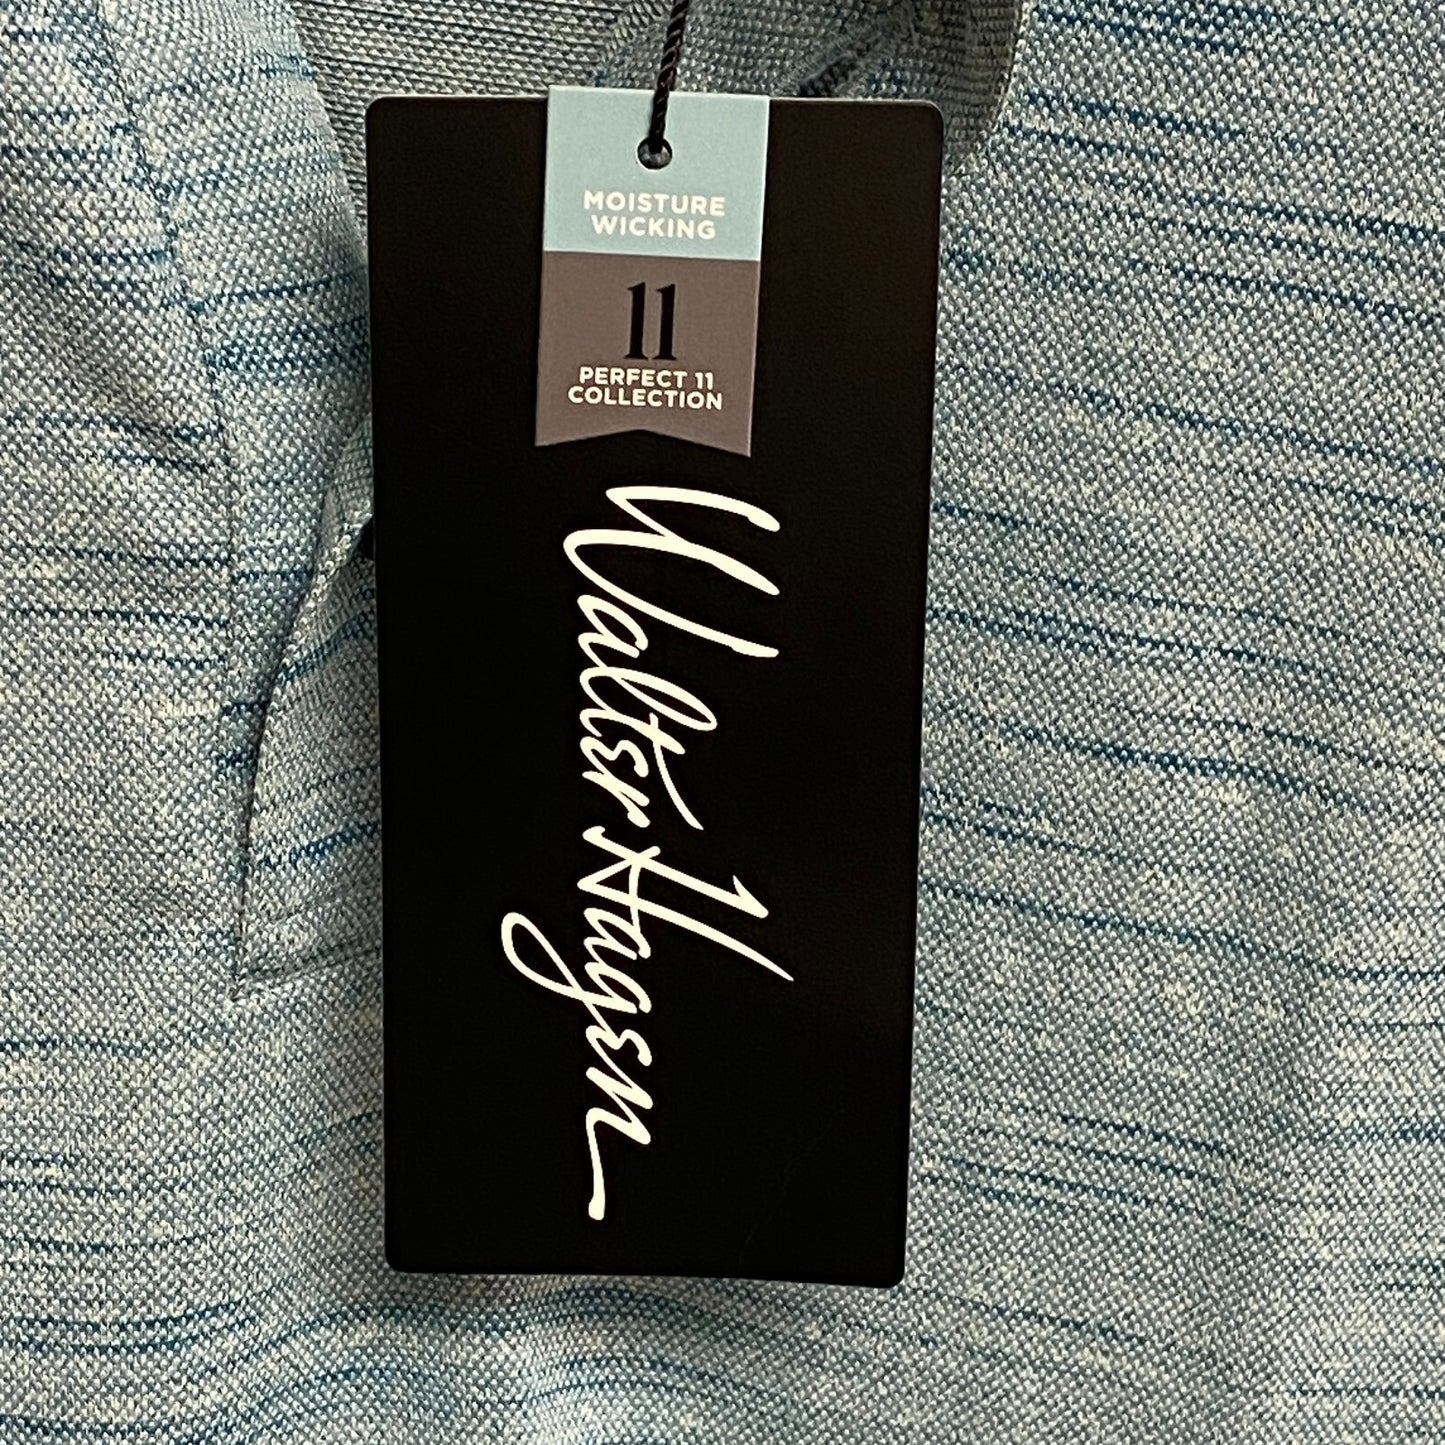 MOISTURE
WICKING
11
PERFECT 11
COLLECTION
Walter Hagen